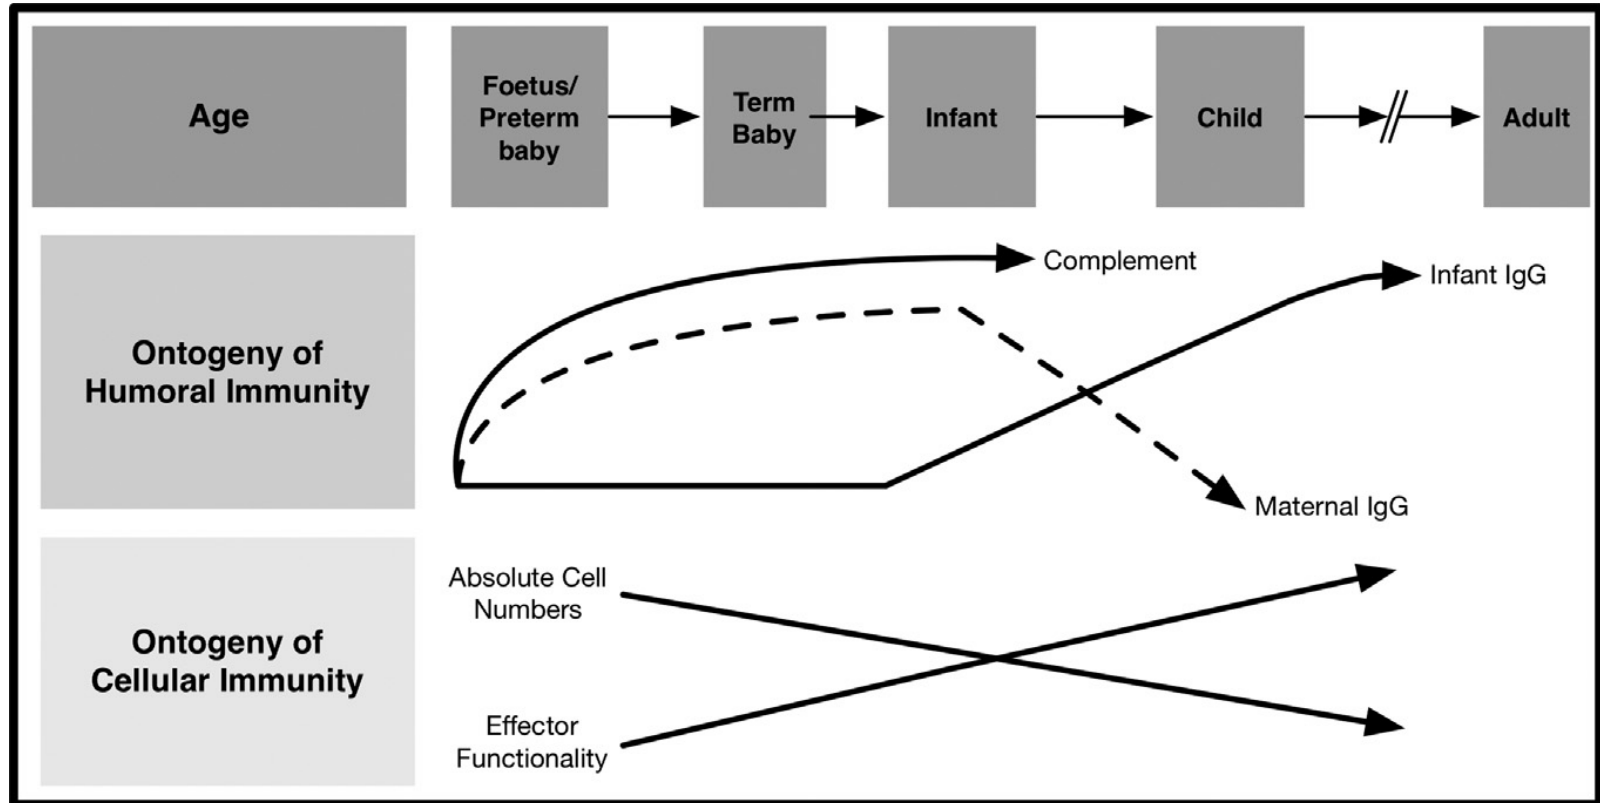 Age
Foetus/
Preterm
baby
Term
Baby
Infant
Child
Adult
Ontogeny of
Humoral Immunity
Complement
Infant IgG
Maternal IgG
Ontogeny of
Cellular Immunity
Absolute Cell
Numbers
Effector
Functionality